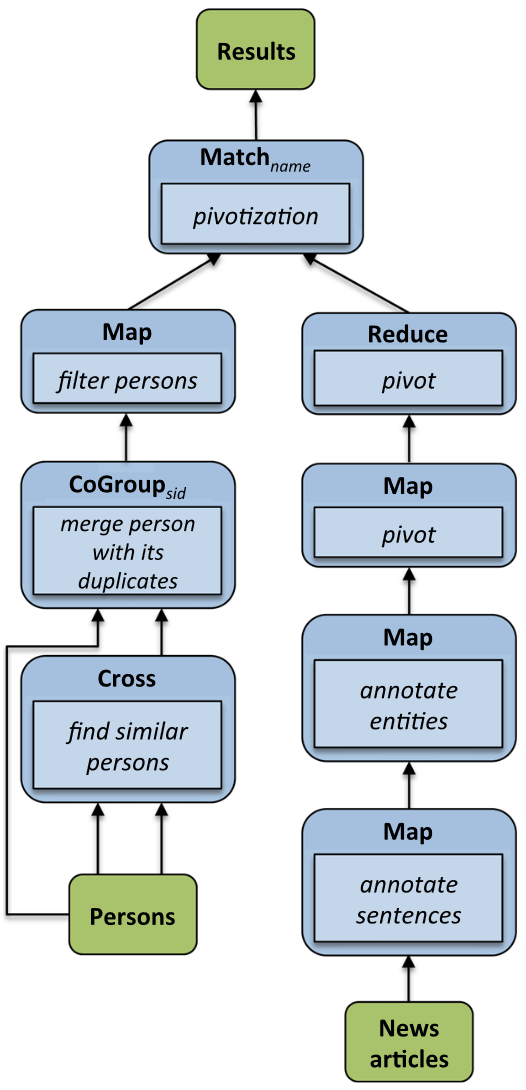 Results
Match name
pivotization
Map
filter persons
Reduce
pivot
CoGroup sid
merge person
with its
duplicates
Map
pivot
Cross
find similar
persons
Map
annotate
entities
Persons
Map
annotate
sentences
News
articles